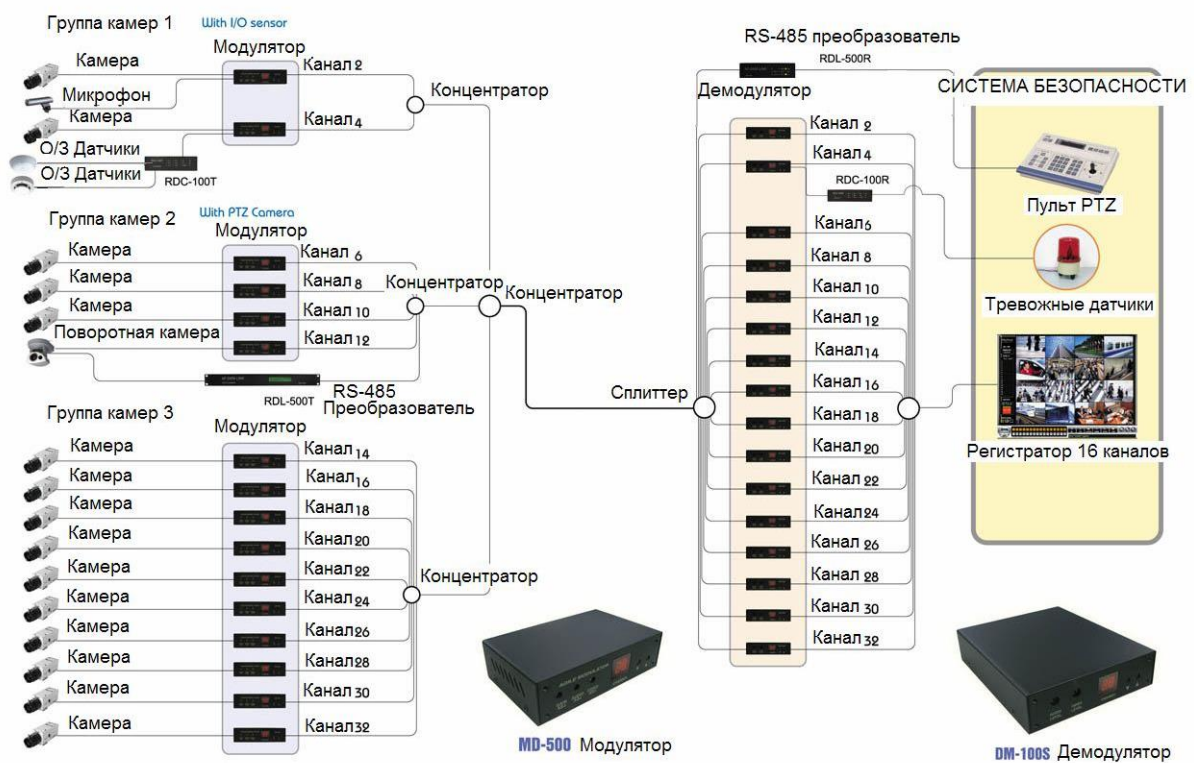 Группа камер 1
With I/O sensor
Модулятор
Камера
Микрофон
Камера
О/З Датчики
О/З Датчики
RDC-100T
Канал 2
Канал 4
Концентратор
Группа камер 2
With PTZ Camera
Модулятор
Камера
Камера
Камера
Поворотная камера
Канал 6
Канал 8
Канал 10
Канал 12
Концентратор
Концентратор
RDL-500T
RS-485
Преобразователь
Группа камер 3
Модулятор
Камера
Камера
Камера
Камера
Камера
Камера
Камера
Камера
Камера
Камера
Канал 14
Канал 16
Канал 18
Канал 20
Канал 22
Канал 24
Канал 26
Канал 28
Канал 30
Канал 32
Концентратор
Сплиттер
RS-485 преобразователь
RDL-500R
Демодулятор
Канал 2
Канал 4
RDC-100R
Канал 6
Канал 8
Канал 10
Канал 12
Канал 14
Канал 16
Канал 18
Канал 20
Канал 22
Канал 24
Канал 26
Канал 28
Канал 30
Канал 32
СИСТЕМА БЕЗОПАСНОСТИ
Пульт PTZ
Тревожные датчики
Регистратор 16 каналов
MD-500 Модулятор
DM-100S Демодулятор